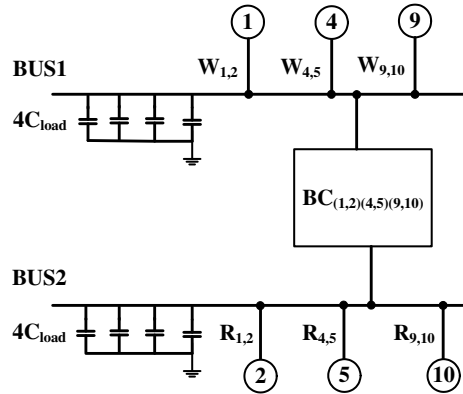 1 4 9
W1,2 W4,5 W9,10
BUS1
4Cload
BC(1,2)(4,5)(9,10)
BUS2
4Cload
R1,2 R4,5 R9,10
2 5 10